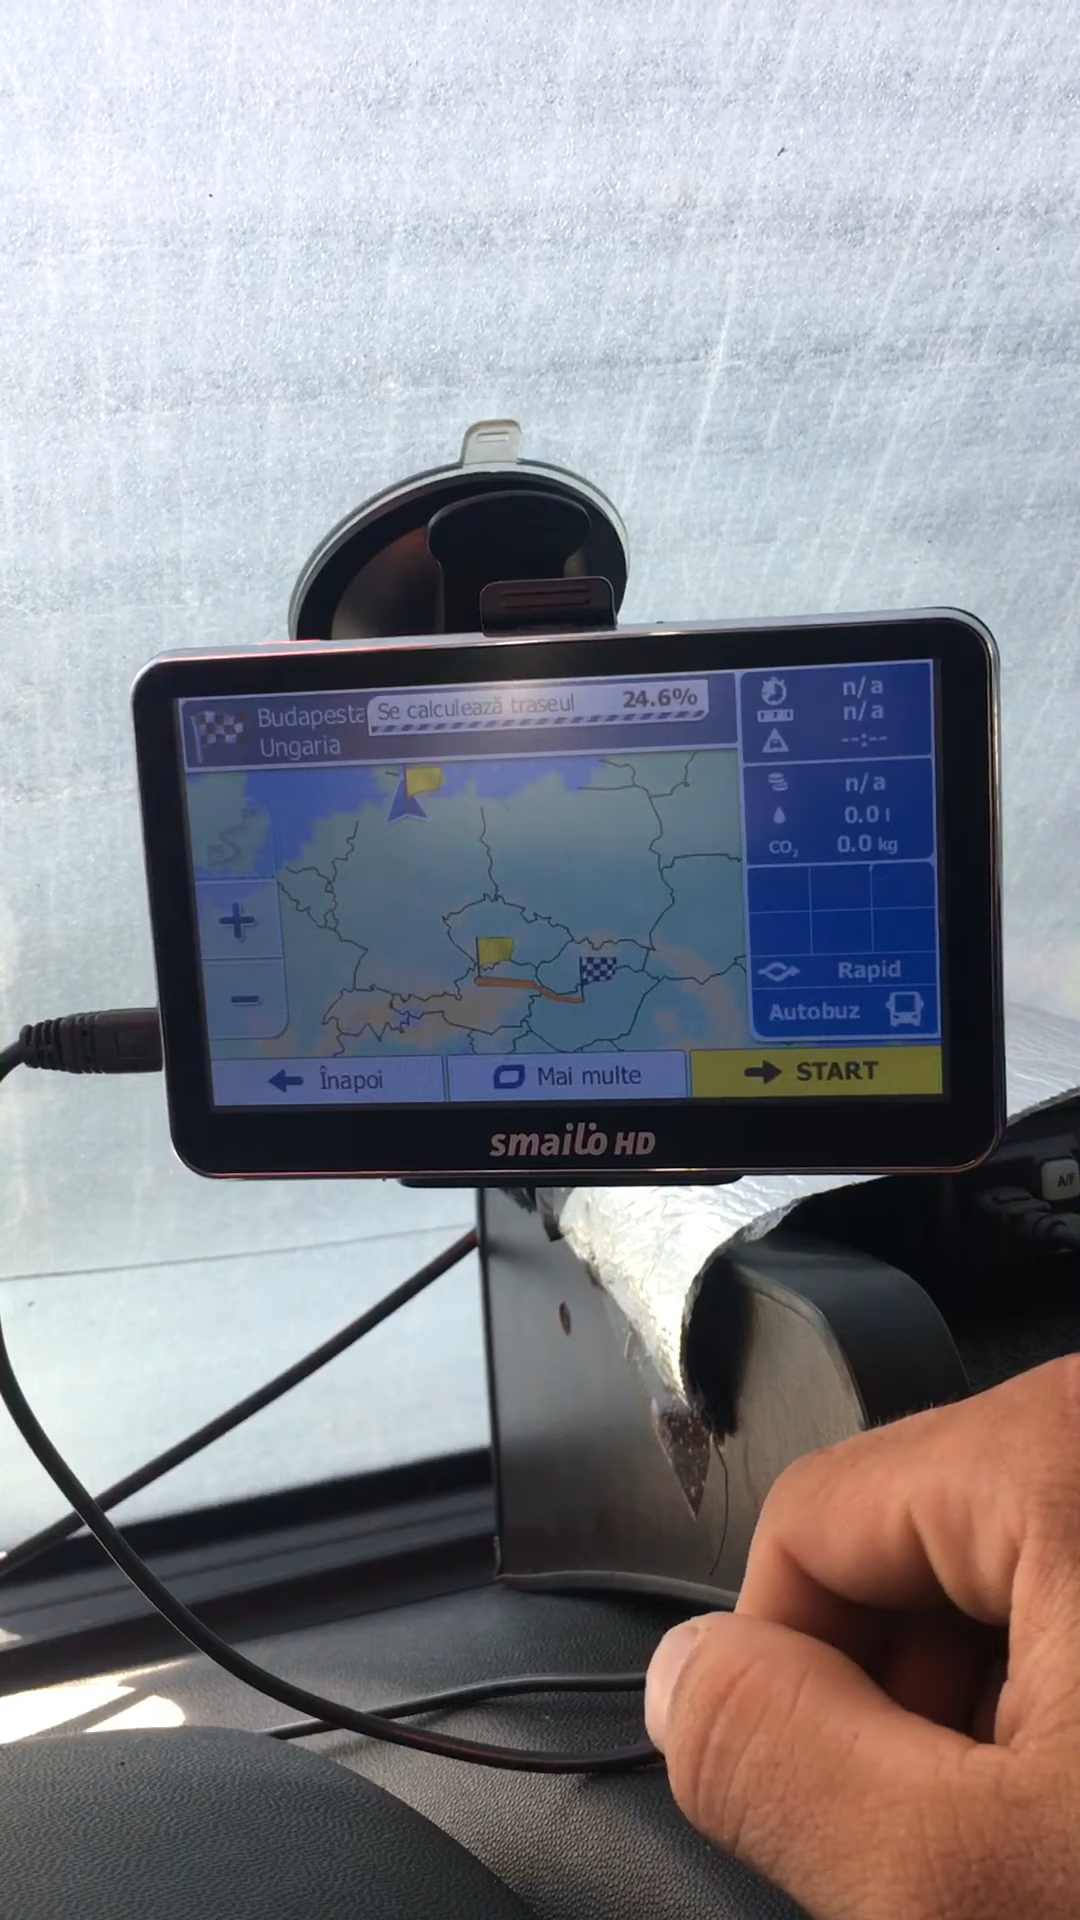 Budapesta
Ungaria
Se calculează traseul 24.6%
n/a
n/a
--:--
n/a
0.0 l
CO₂ 0.0 kg
Rapid
Autobuz
+
-
Înapoi
Mai multe
START
smailo HD
A/F